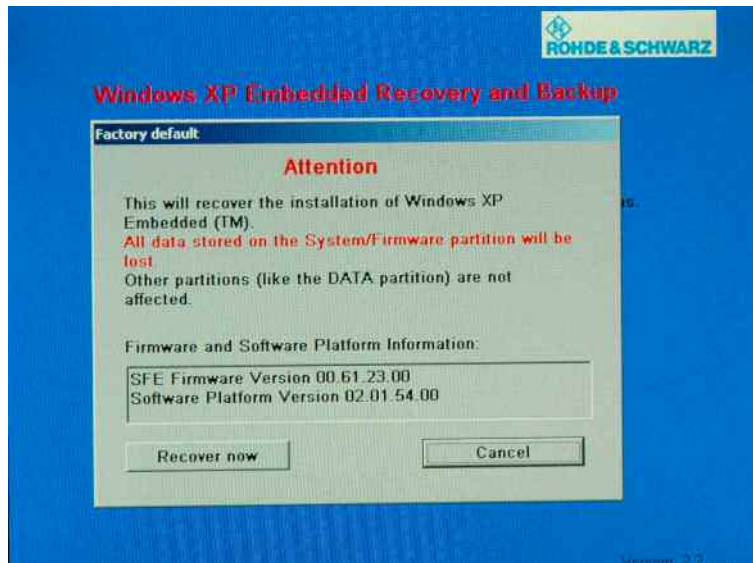 ROHDE & SCHWARZ
Windows XP Embedded Recovery and Backup
Factory default
Attention
This will recover the installation of Windows XP
Embedded (TM).
All data stored on the System/Firmware partition will be
lost.
Other partitions (like the DATA partition) are not
affected.
Firmware and Software Platform Information:
SFE Firmware Version 00.61.23.00
Software Platform Version 02.01.54.00
Recover now
Cancel